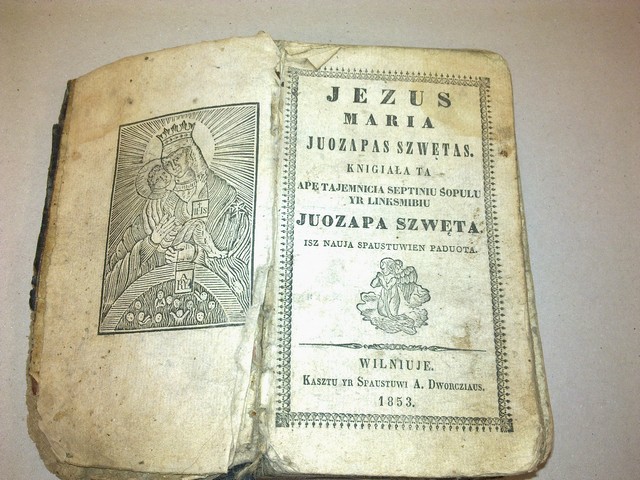 JEZUS
MARIA
JUOZAPAS SZWĘTAS.
KNIGIAŁA TA
APĘ TAJEMNICIA SEPTINIU SOPULU
YR LINKSMIBIU
JUOZAPA SZWĘTA.
ISZ NAUJA SPAUSTUWIEN PADUOTA.
WILNIUJE.
KASZTU YR SPAUSTUWI A. DWORCZIAUS.
1853.